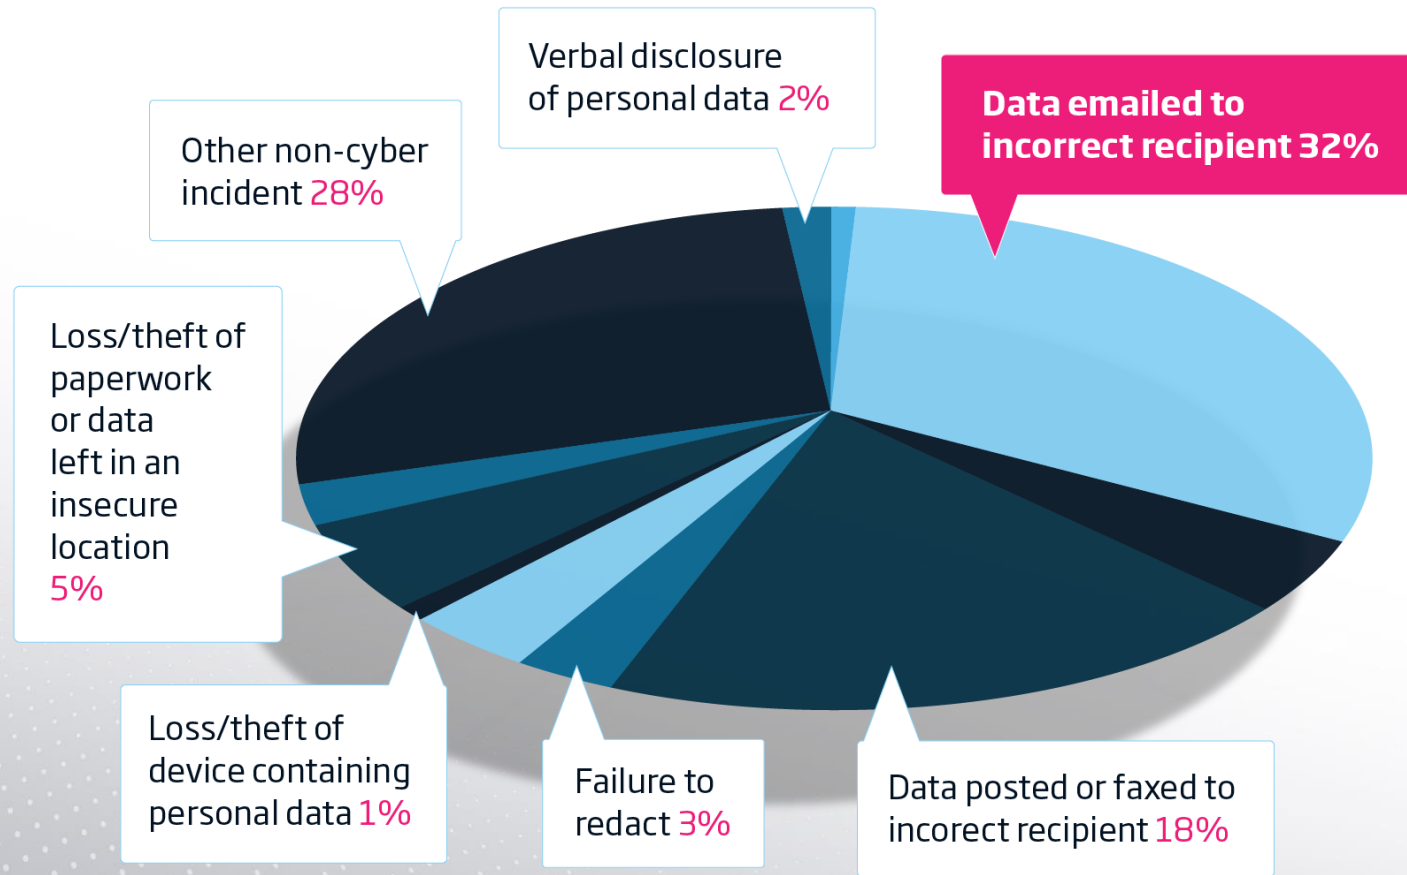 Verbal disclosure
of personal data 2%
Data emailed to
incorrect recipient 32%
Other non-cyber
incident 28%
Loss/theft of
paperwork
or data
left in an
insecure
location
5%
Loss/theft of
device containing
personal data 1%
Failure to
redact 3%
Data posted or faxed to
incorect recipient 18%